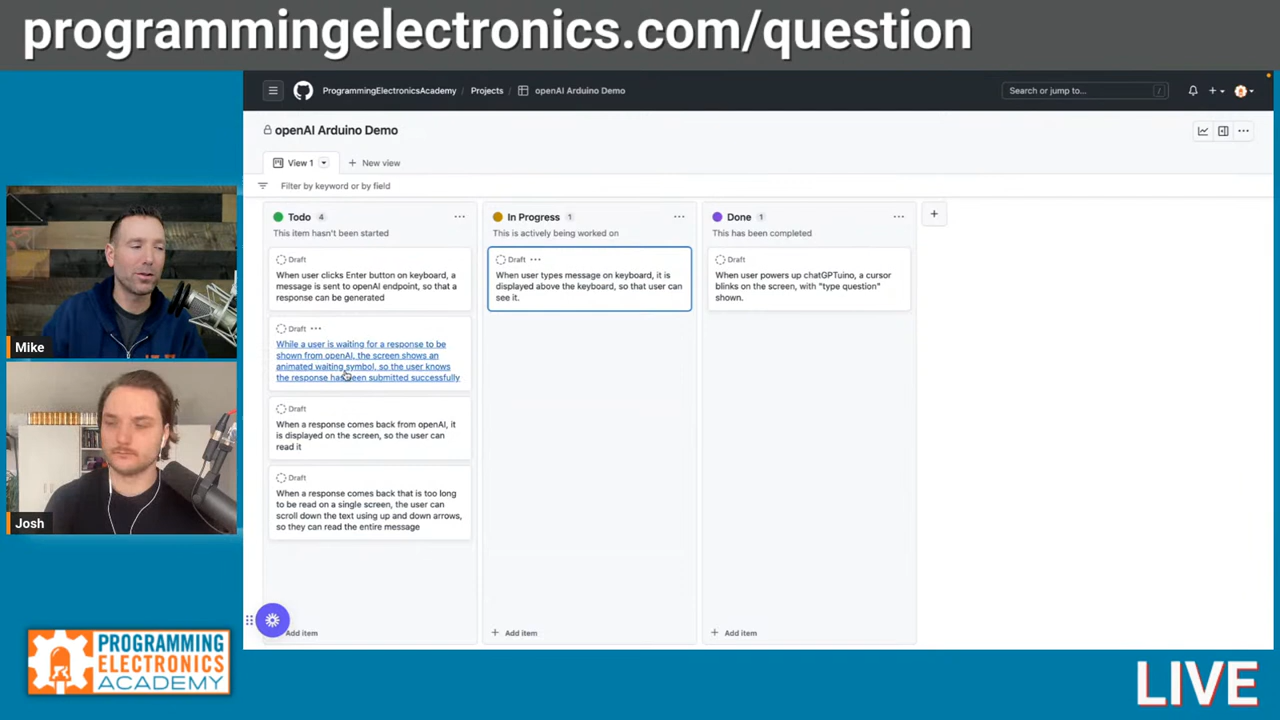 programmingelectronics.com/question
ProgrammingElectronicsAcademy / Projects / openAI Arduino Demo
Search or jump to...
/
openAI Arduino Demo
View 1
New view
Filter by keyword or by field
Todo 4
This item hasn't been started
Draft
When user clicks Enter button on keyboard, a
message is sent to openAI endpoint, so that a
response can be generated
Draft
While a user is waiting for a response to be
shown from openAI, the screen shows an
animated waiting symbol, so the user knows
the response has been submitted successfully
Draft
When a response comes back from openAI, it
is displayed on the screen, so the user can
read it
Draft
When a response comes back that is too long
to be read on a single screen, the user can
scroll down the text using up and down arrows,
so they can read the entire message
Add item
In Progress 1
This is actively being worked on
Draft
When user types message on keyboard, it is
displayed above the keyboard, so that user can
see it.
Add item
Done 1
This has been completed
Draft
When user powers up chatGPTuino, a cursor
blinks on the screen, with "type question"
shown.
Add item
Mike
Josh
PROGRAMMING
ELECTRONICS
ACADEMY
LIVE